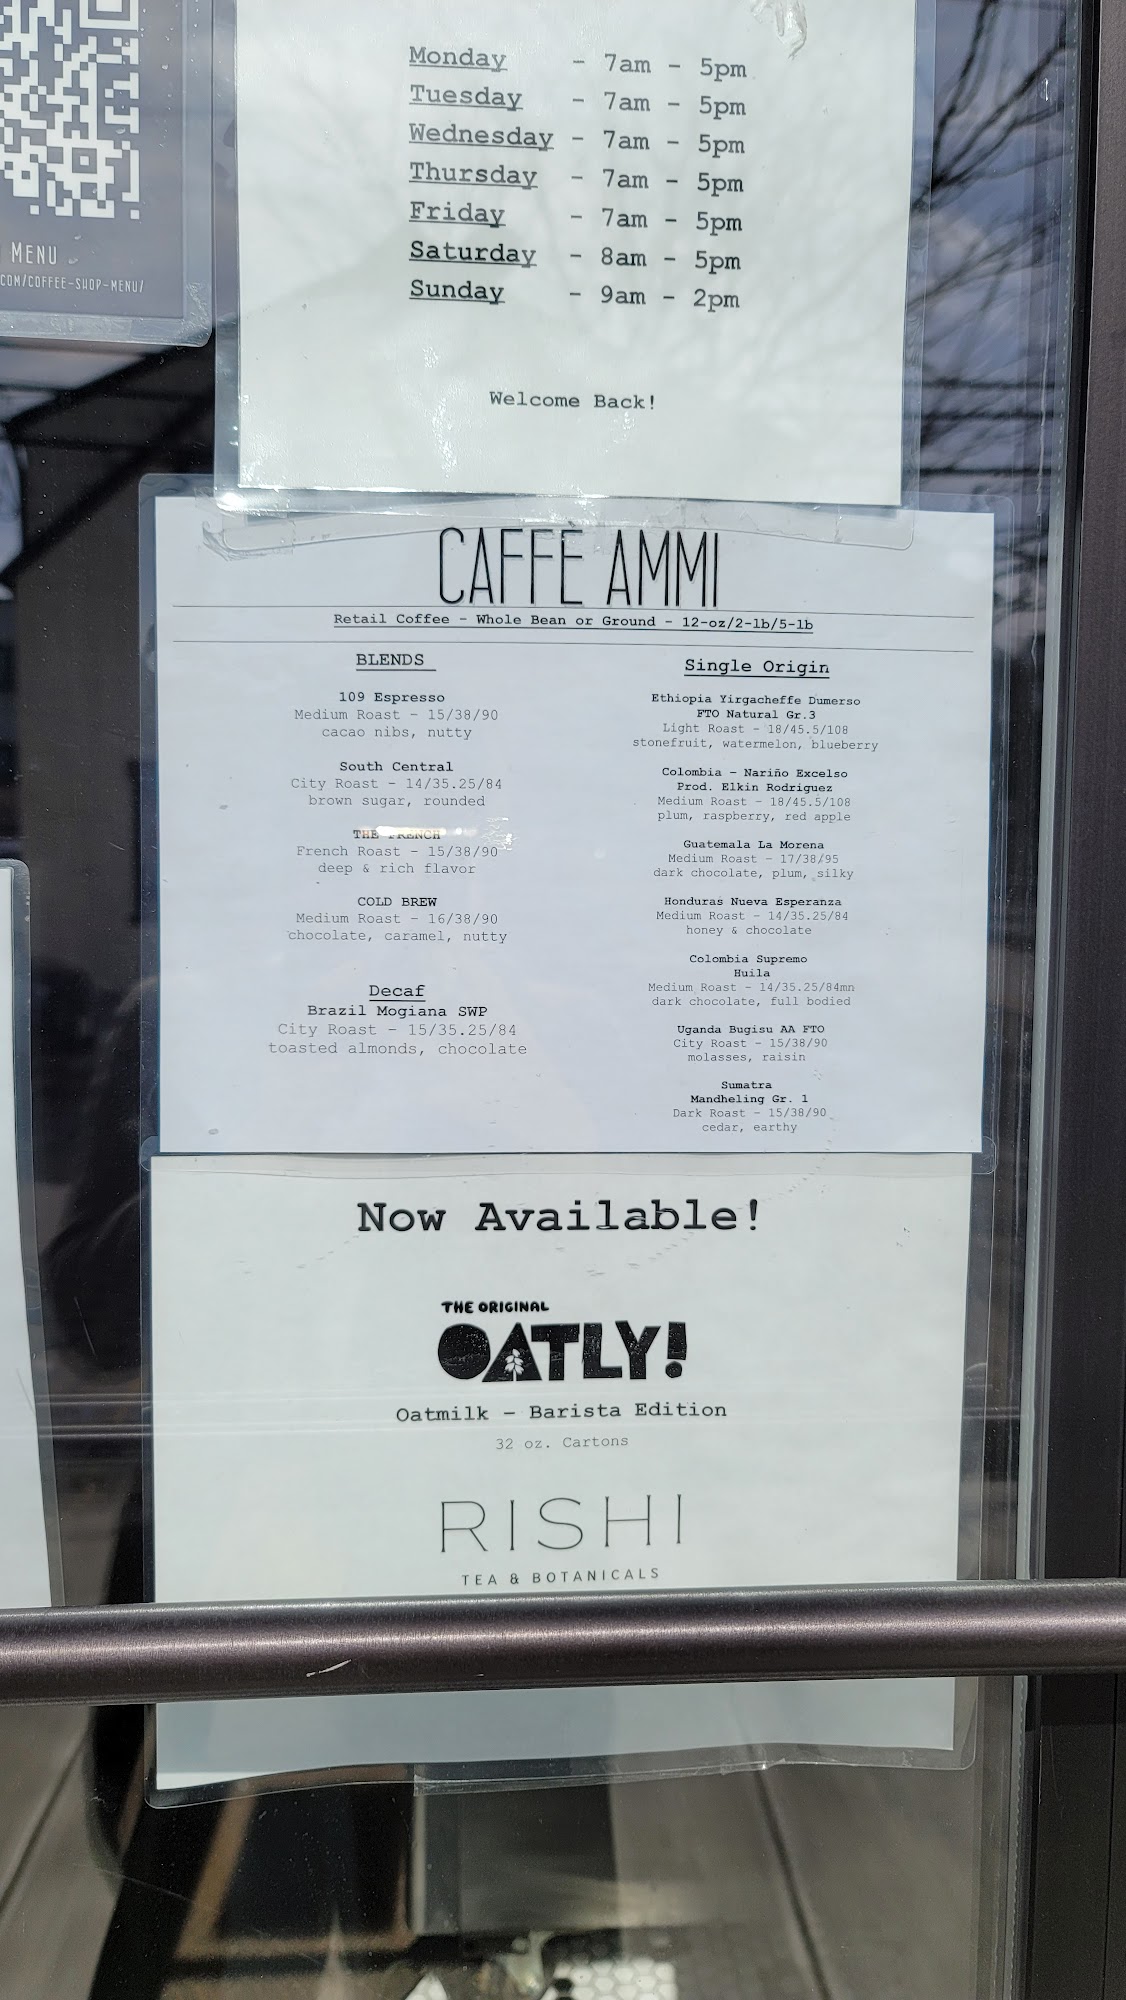 MENU
COM/COFFEE-SHOP-MENU/
Monday - 7am - 5pm
Tuesday - 7am - 5pm
Wednesday - 7am - 5pm
Thursday - 7am - 5pm
Friday - 7am - 5pm
Saturday - 8am - 5pm
Sunday - 9am - 2pm
Welcome Back!
CAFFÈ AMMI
Retail Coffee - Whole Bean or Ground - 12-oz/2-lb/5-lb
BLENDS
109 Espresso
Medium Roast - 15/38/90
cacao nibs, nutty
South Central
City Roast - 14/35.25/84
brown sugar, rounded
THE FRENCH
French Roast - 15/38/90
deep & rich flavor
COLD BREW
Medium Roast - 16/38/90
chocolate, caramel, nutty
Decaf
Brazil Mogiana SWP
City Roast - 15/35.25/84
toasted almonds, chocolate
Single Origin
Ethiopia Yirgacheffe Dumerso
FTO Natural Gr.3
Light Roast - 18/45.5/108
stonefruit, watermelon, blueberry
Colombia - Nariño Excelso
Prod. Elkin Rodriguez
Medium Roast - 18/45.5/108
plum, raspberry, red apple
Guatemala La Morena
Medium Roast - 17/38/95
dark chocolate, plum, silky
Honduras Nueva Esperanza
Medium Roast - 14/35.25/84
honey & chocolate
Colombia Supremo
Huila
Medium Roast - 14/35.25/84mn
dark chocolate, full bodied
Uganda Bugisu AA FTO
City Roast - 15/38/90
molasses, raisin
Sumatra
Mandheling Gr. 1
Dark Roast - 15/38/90
cedar, earthy
Now Available!
THE ORIGINAL
OATLY!
Oatmilk - Barista Edition
32 oz. Cartons
RISHI
TEA & BOTANICALS